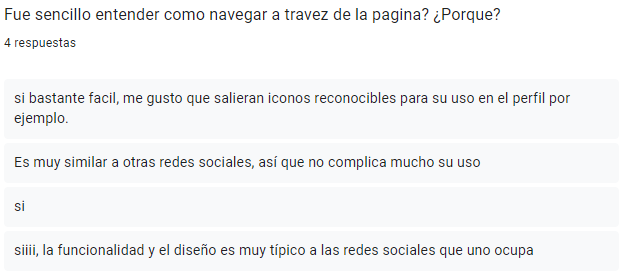 Fue sencillo entender como navegar a travez de la pagina? ¿Porque?
4 respuestas
si bastante facil, me gusto que salieran iconos reconocibles para su uso en el perfil por
ejemplo.
Es muy similar a otras redes sociales, así que no complica mucho su uso
si
siiii, la funcionalidad y el diseño es muy típico a las redes sociales que uno ocupa